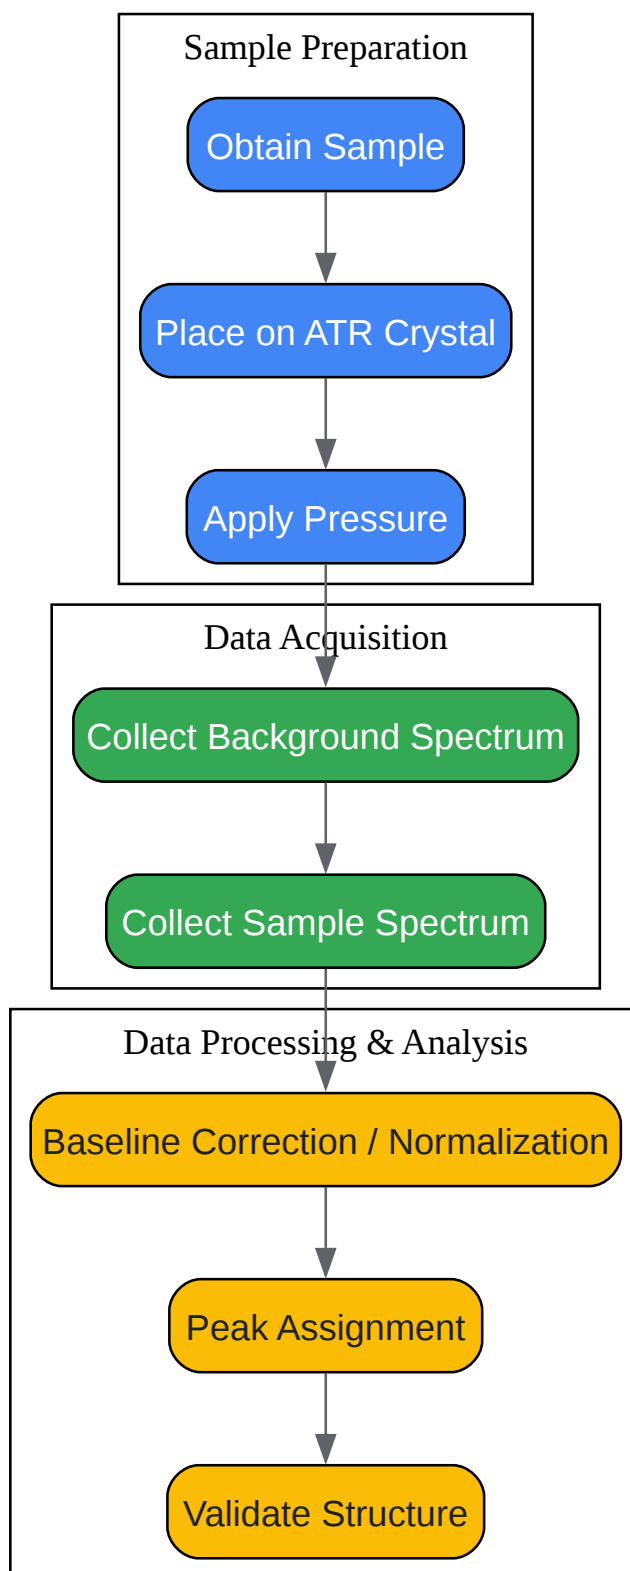 Sample Preparation
Obtain Sample
Place on ATR Crystal
Apply Pressure
Data Acquisition
Collect Background Spectrum
Collect Sample Spectrum
Data Processing & Analysis
Baseline Correction / Normalization
Peak Assignment
Validate Structure